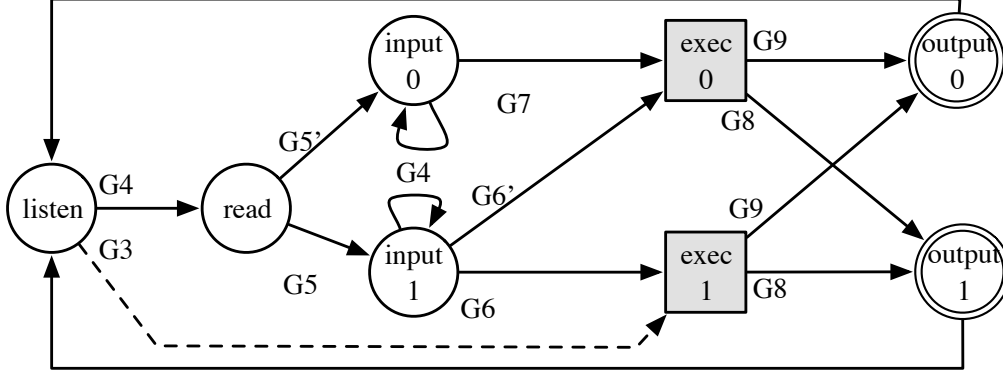 input
0
exec
0
G9
output
0
G7
G8
G5’
G4
listen
G4
read
G6’
G9
G3
input
1
exec
1
output
1
G5
G6
G8